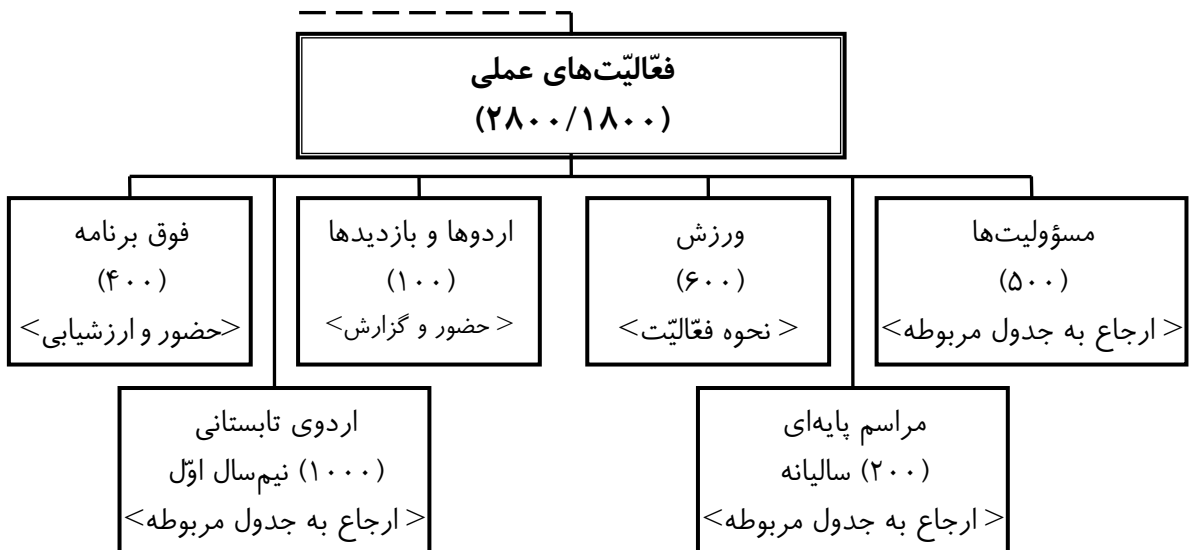 فعّالیّت‌های عملی
(۲۸۰۰/۱۸۰۰)
مسؤولیت‌ها
(۵۰۰)
< ارجاع به جدول مربوطه>
ورزش
(۶۰۰)
< نحوه فعّالیّت>
اردوها و بازدیدها
(۱۰۰)
< حضور و گزارش>
فوق برنامه
(۴۰۰)
<حضور و ارزشیابی>
مراسم پایه‌ای
(۲۰۰) سالیانه
< ارجاع به جدول مربوطه>
اردوی تابستانی
(۱۰۰۰) نیم‌سال اوّل
< ارجاع به جدول مربوطه>